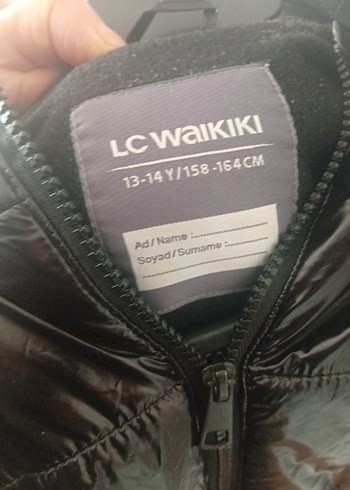 LC WAIKIKI
13-14 Y/158-164 CM
Ad/Name :
Soyad/Surname :